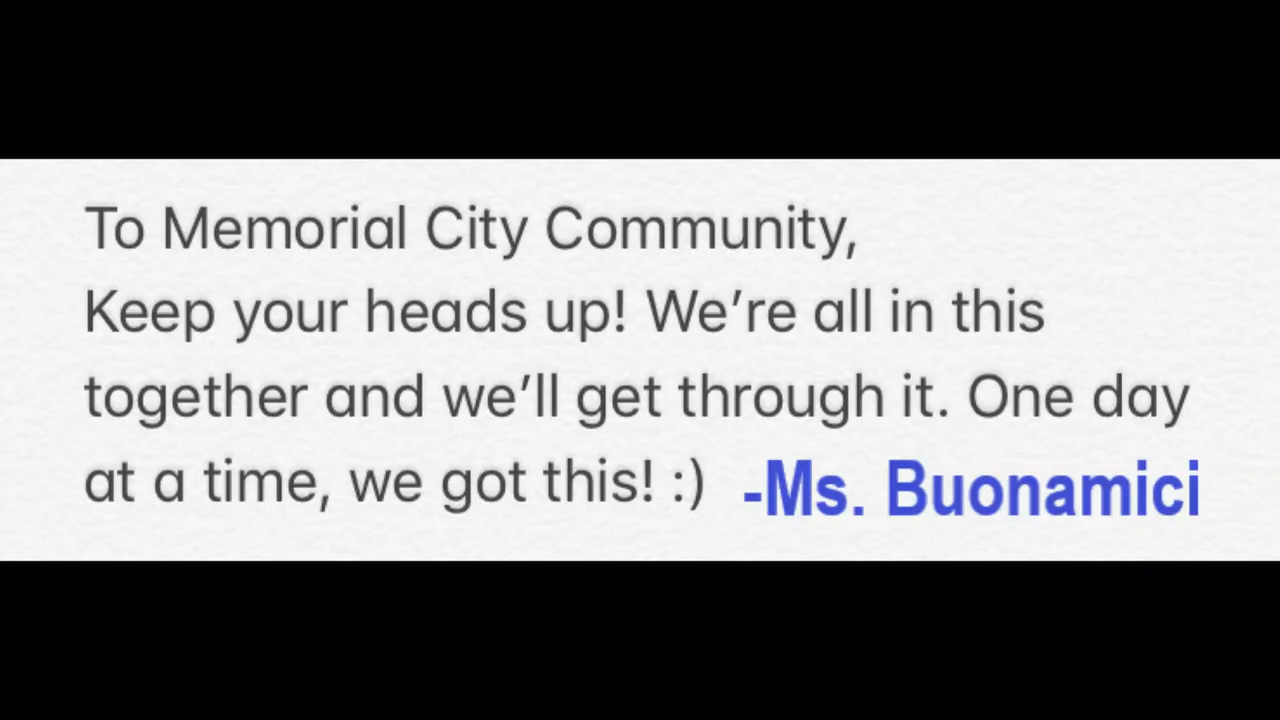 To Memorial City Community,
Keep your heads up! We’re all in this
together and we’ll get through it. One day
at a time, we got this! :) -Ms. Buonamici